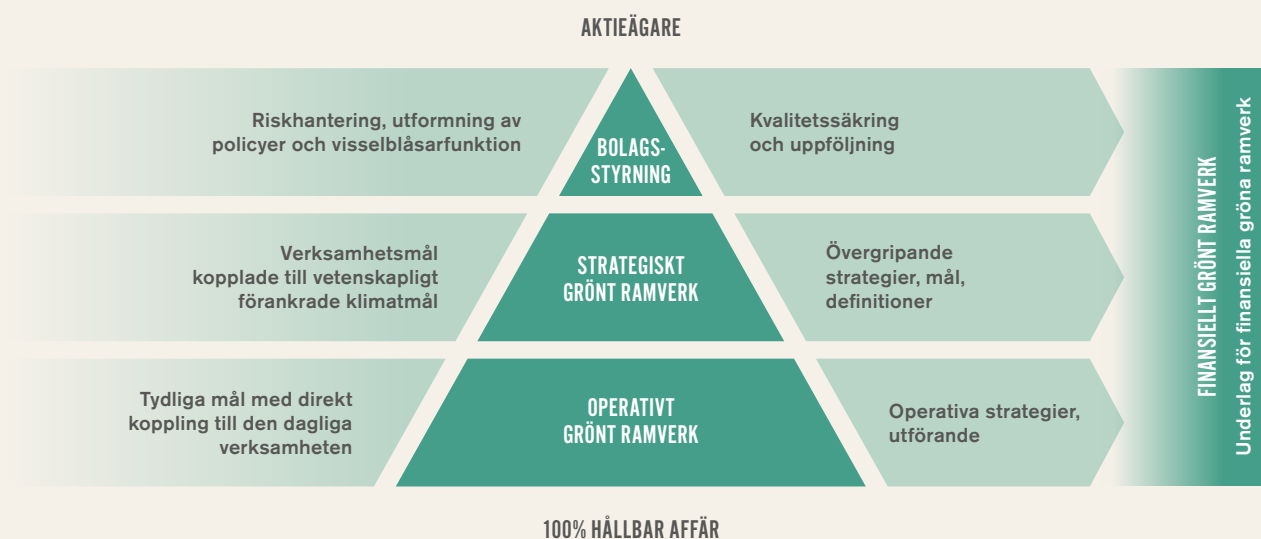 AKTIEÄGARE
Riskhantering, utformning av
policyer och visselblåsarfunktion
BOLAGS-
STYRNING
Kvalitetssäkring
och uppföljning
Verksamhetsmål
kopplade till vetenskapligt
förankrade klimatmål
STRATEGISKT
GRÖNT RAMVERK
Övergripande
strategier, mål,
definitioner
Tydliga mål med direkt
koppling till den dagliga
verksamheten
OPERATIVT
GRÖNT RAMVERK
Operativa strategier,
utförande
FINANSIELLT GRÖNT RAMVERK
Underlag för finansiella gröna ramverk
100% HÅLLBAR AFFÄR